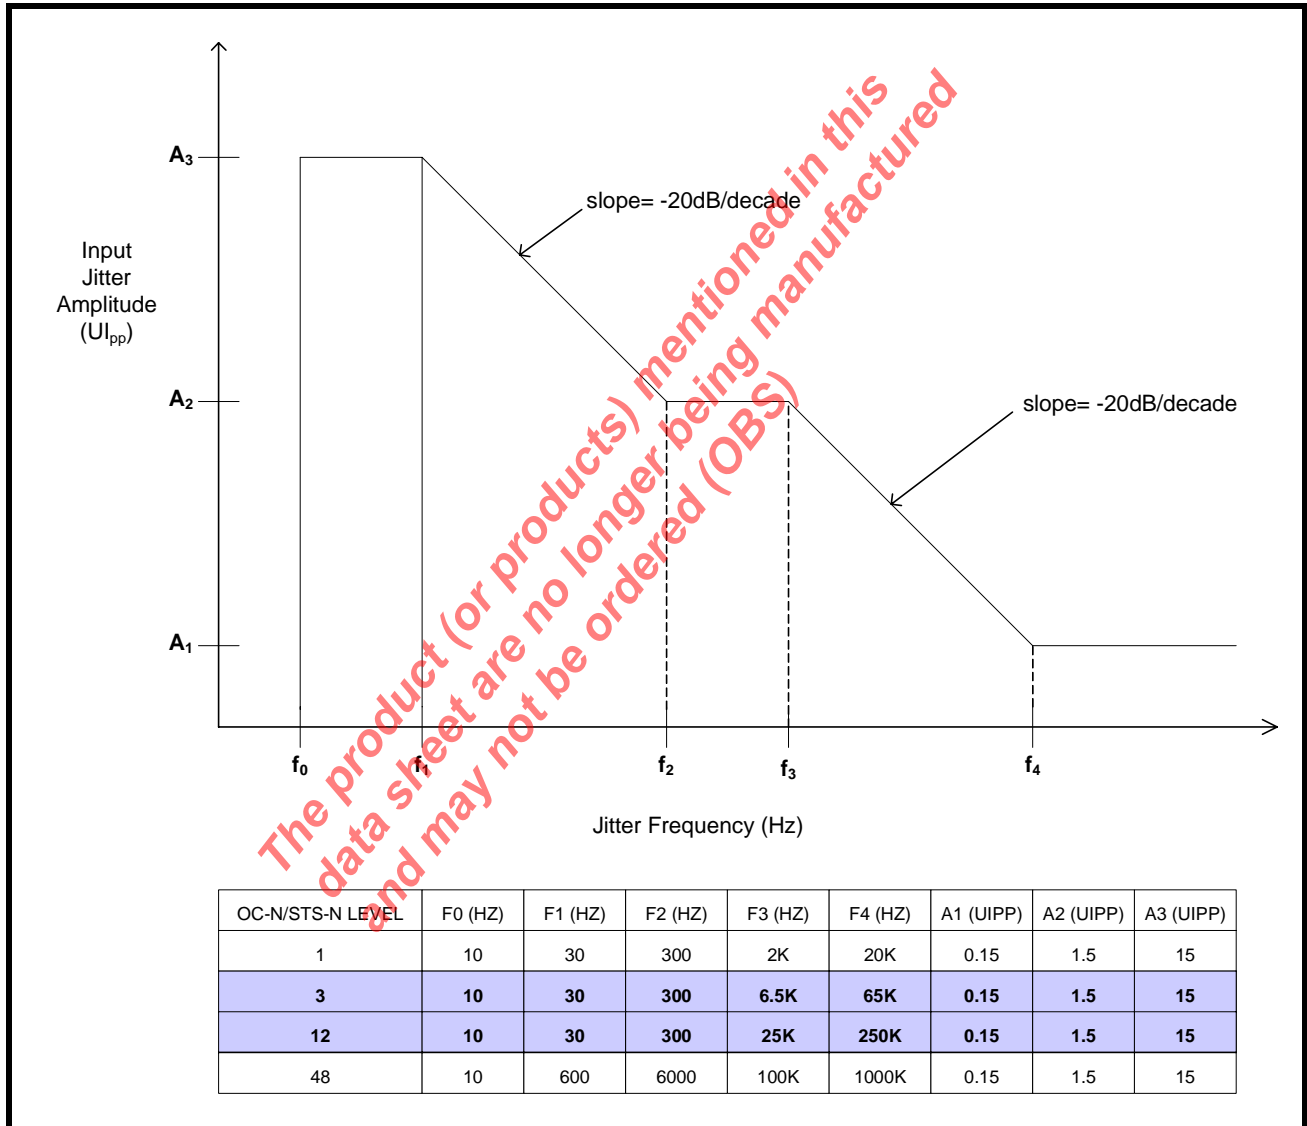 A3
slope= -20dB/decade
Input
Jitter
Amplitude
(UIpp)
A2
slope= -20dB/decade
A1
f0
f1
f2
f3
f4
Jitter Frequency (Hz)
The product (or products) mentioned in this
data sheet are no longer being manufactured
and may not be ordered (OBS)
OC-N/STS-N LEVEL F0 (HZ) F1 (HZ) F2 (HZ) F3 (HZ) F4 (HZ) A1 (UIPP) A2 (UIPP) A3 (UIPP)
1 10 30 300 2K 20K 0.15 1.5 15
3 10 30 300 6.5K 65K 0.15 1.5 15
12 10 30 300 25K 250K 0.15 1.5 15
48 10 600 6000 100K 1000K 0.15 1.5 15